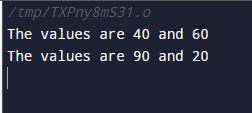 /tmp/TXPny8mS31.o
The values are 40 and 60
The values are 90 and 20